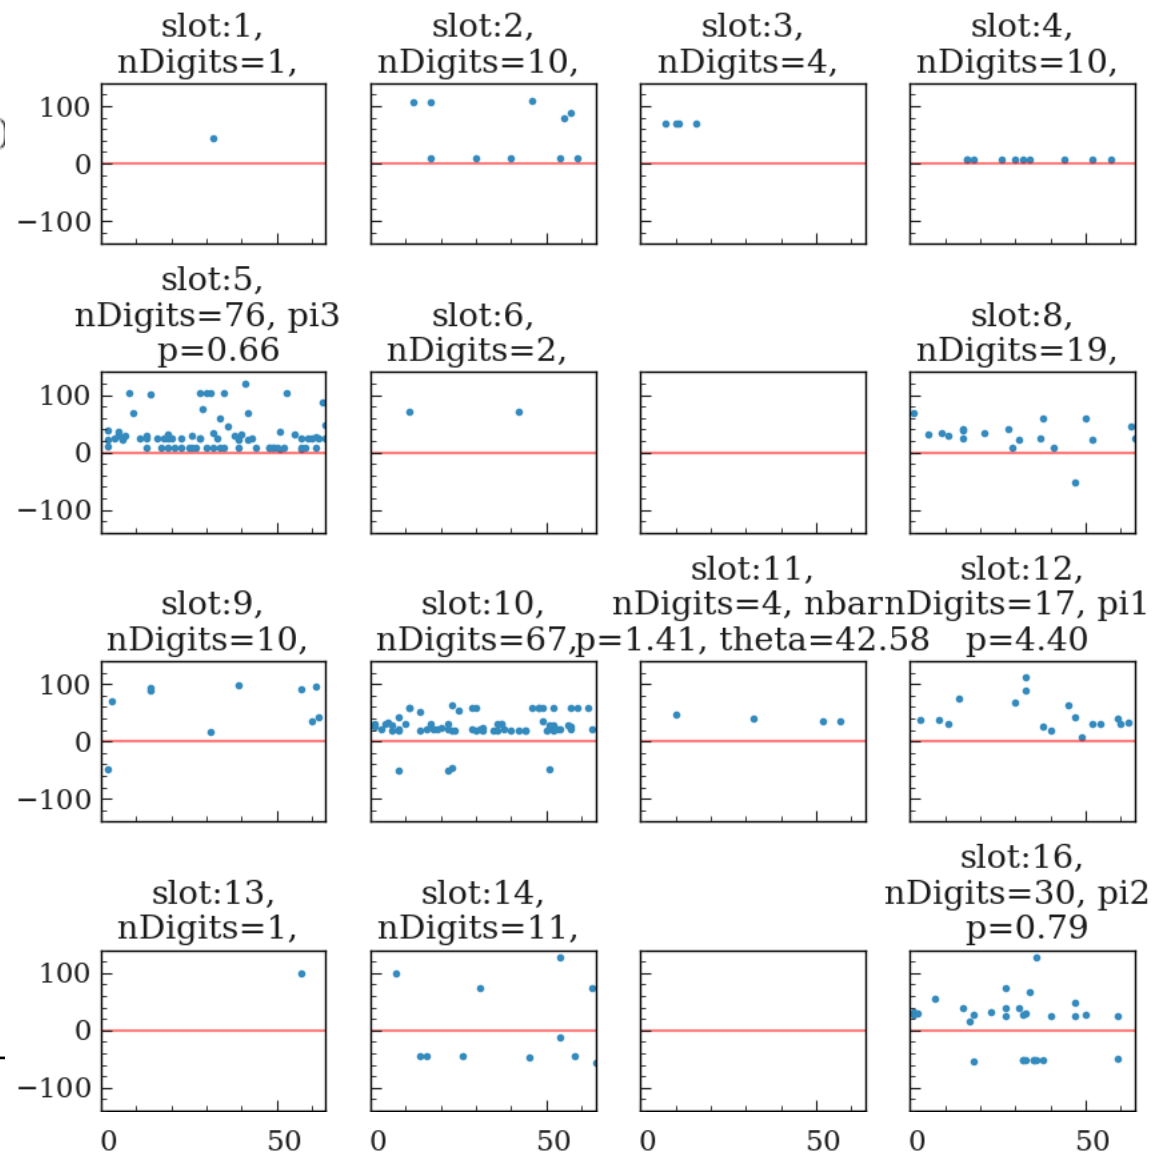 slot:1,
nDigits=1,
slot:2,
nDigits=10,
slot:3,
nDigits=4,
slot:4,
nDigits=10,
100
0
−100
slot:5,
nDigits=76, pi3
p=0.66
slot:6,
nDigits=2,
slot:8,
nDigits=19,
100
0
−100
slot:9,
nDigits=10,
slot:10,
nDigits=67,
slot:11,
nDigits=4, nbar
p=1.41, theta=42.58
slot:12,
nDigits=17, pi1
p=4.40
100
0
−100
slot:13,
nDigits=1,
slot:14,
nDigits=11,
slot:16,
nDigits=30, pi2
p=0.79
100
0
−100
0 50 0 50 0 50 0 50